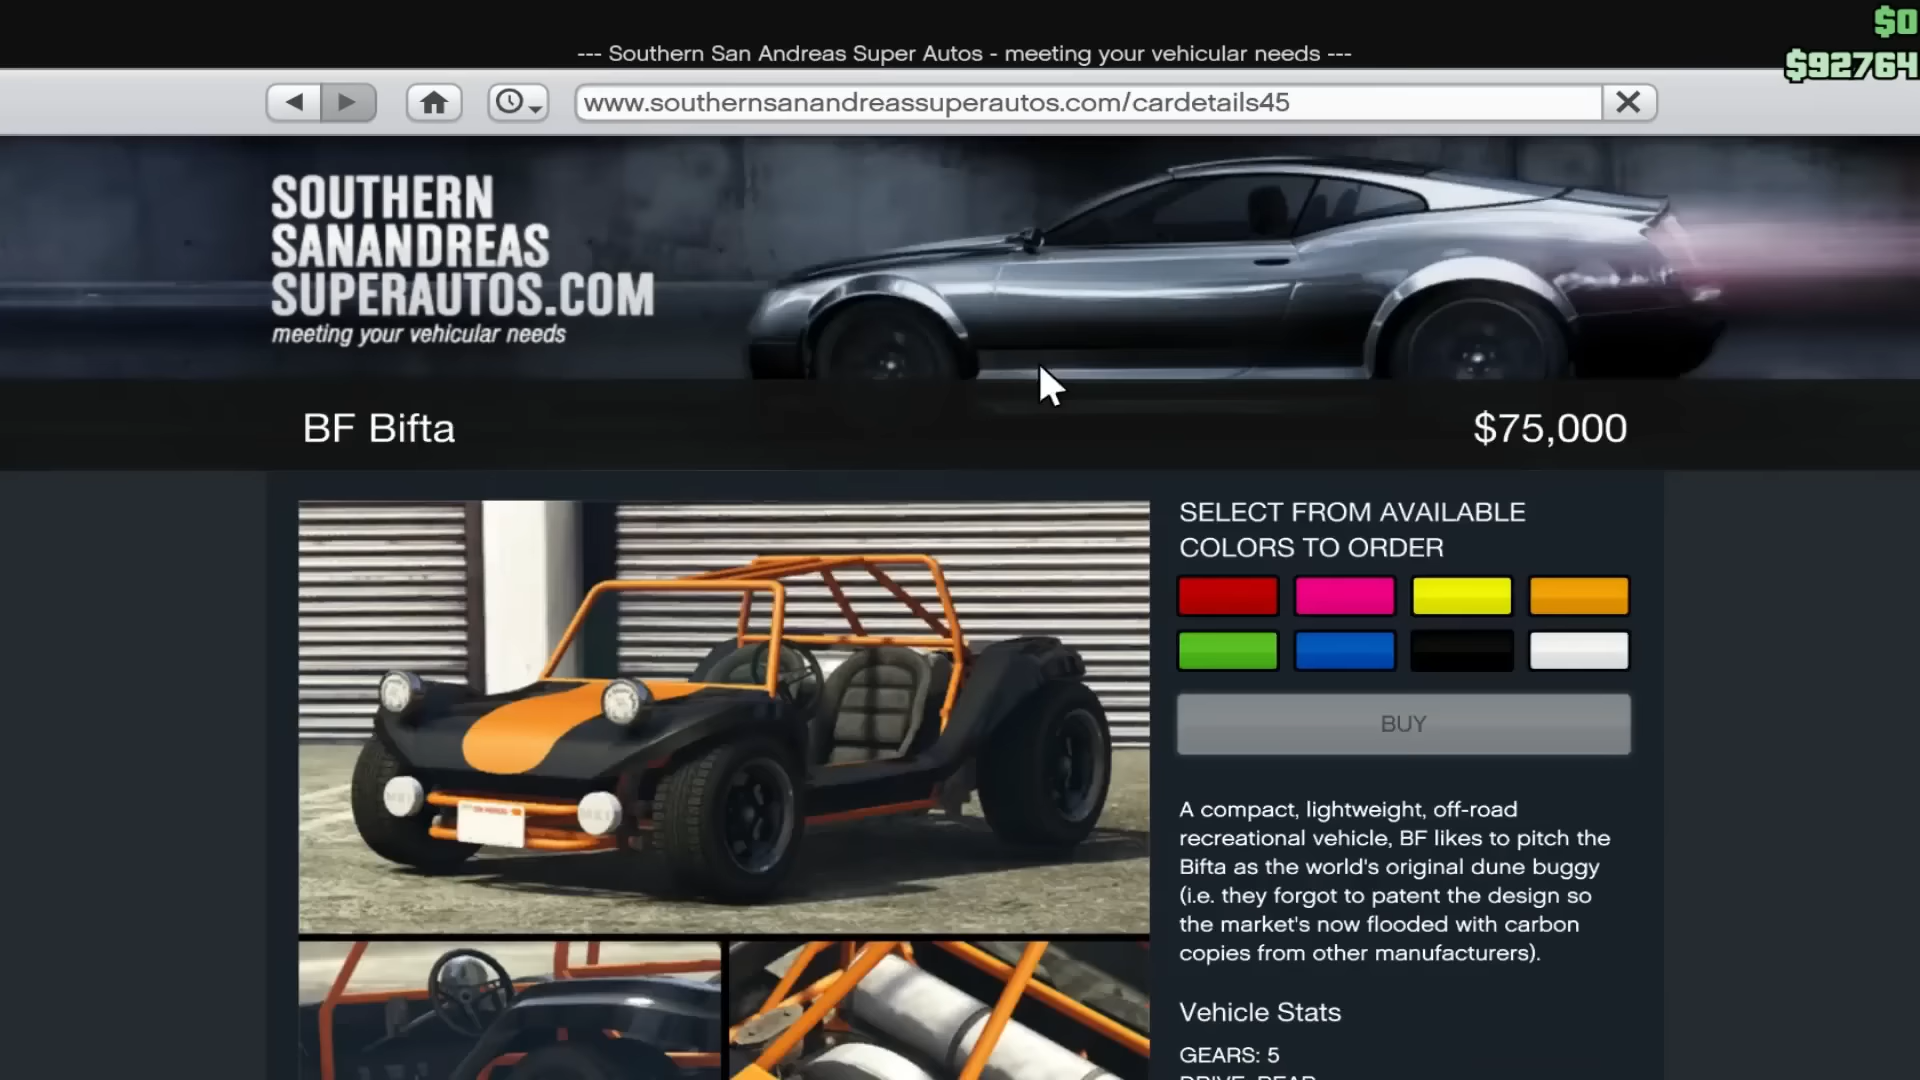 $0
--- Southern San Andreas Super Autos - meeting your vehicular needs ---
$92764
www.southernsanandreassuperautos.com/cardetails45
SOUTHERN
SANANDREAS
SUPERAUTOS.COM
meeting your vehicular needs
BF Bifta
$75,000
SELECT FROM AVAILABLE
COLORS TO ORDER
BUY
A compact, lightweight, off-road
recreational vehicle, BF likes to pitch the
Bifta as the world's original dune buggy
(i.e. they forgot to patent the design so
the market's now flooded with carbon
copies from other manufacturers).
Vehicle Stats
GEARS: 5
DRIVE: REAR